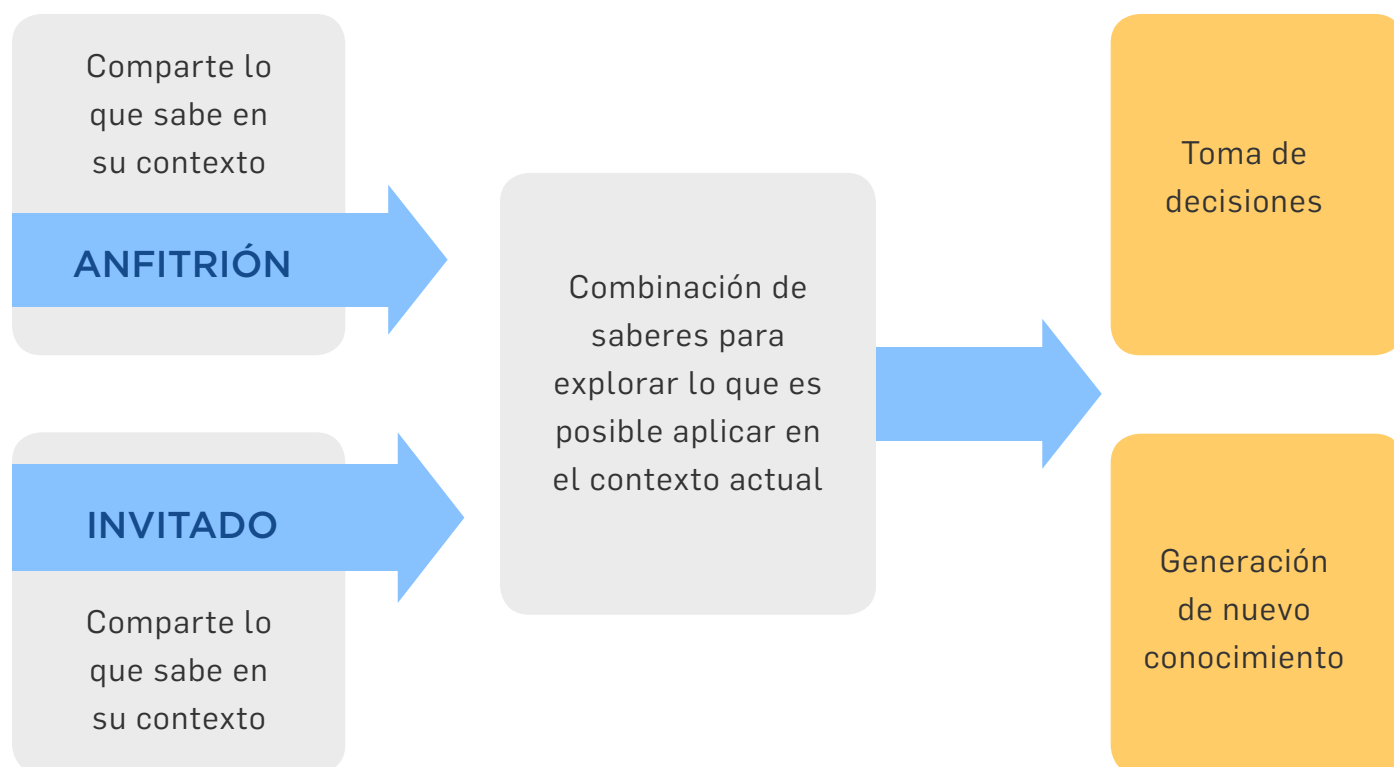 Comparte lo
que sabe en
su contexto
ANFITRIÓN
INVITADO
Comparte lo
que sabe en
su contexto
Combinación de
saberes para
explorar lo que es
posible aplicar en
el contexto actual
Toma de
decisiones
Generación
de nuevo
conocimiento